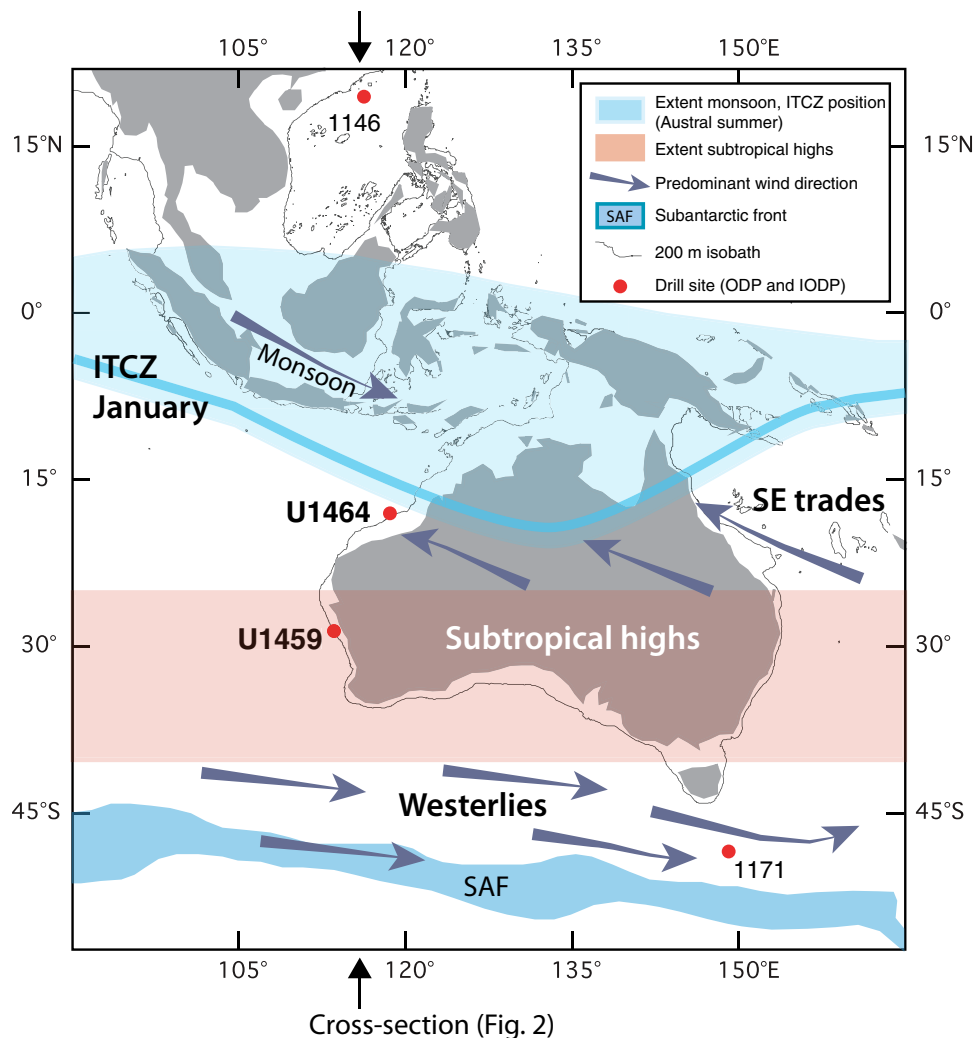 105° 120° 135° 150°E
15°N
0°
15°
30°
45°S
15°N
0°
15°
30°
45°S
1146
Extent monsoon, ITCZ position
(Austral summer)
Extent subtropical highs
Predominant wind direction
SAF Subantarctic front
200 m isobath
Drill site (ODP and IODP)
Monsoon
ITCZ
January
U1464
SE trades
U1459
Subtropical highs
Westerlies
1171
SAF
105° 120° 135° 150°E
Cross-section (Fig. 2)